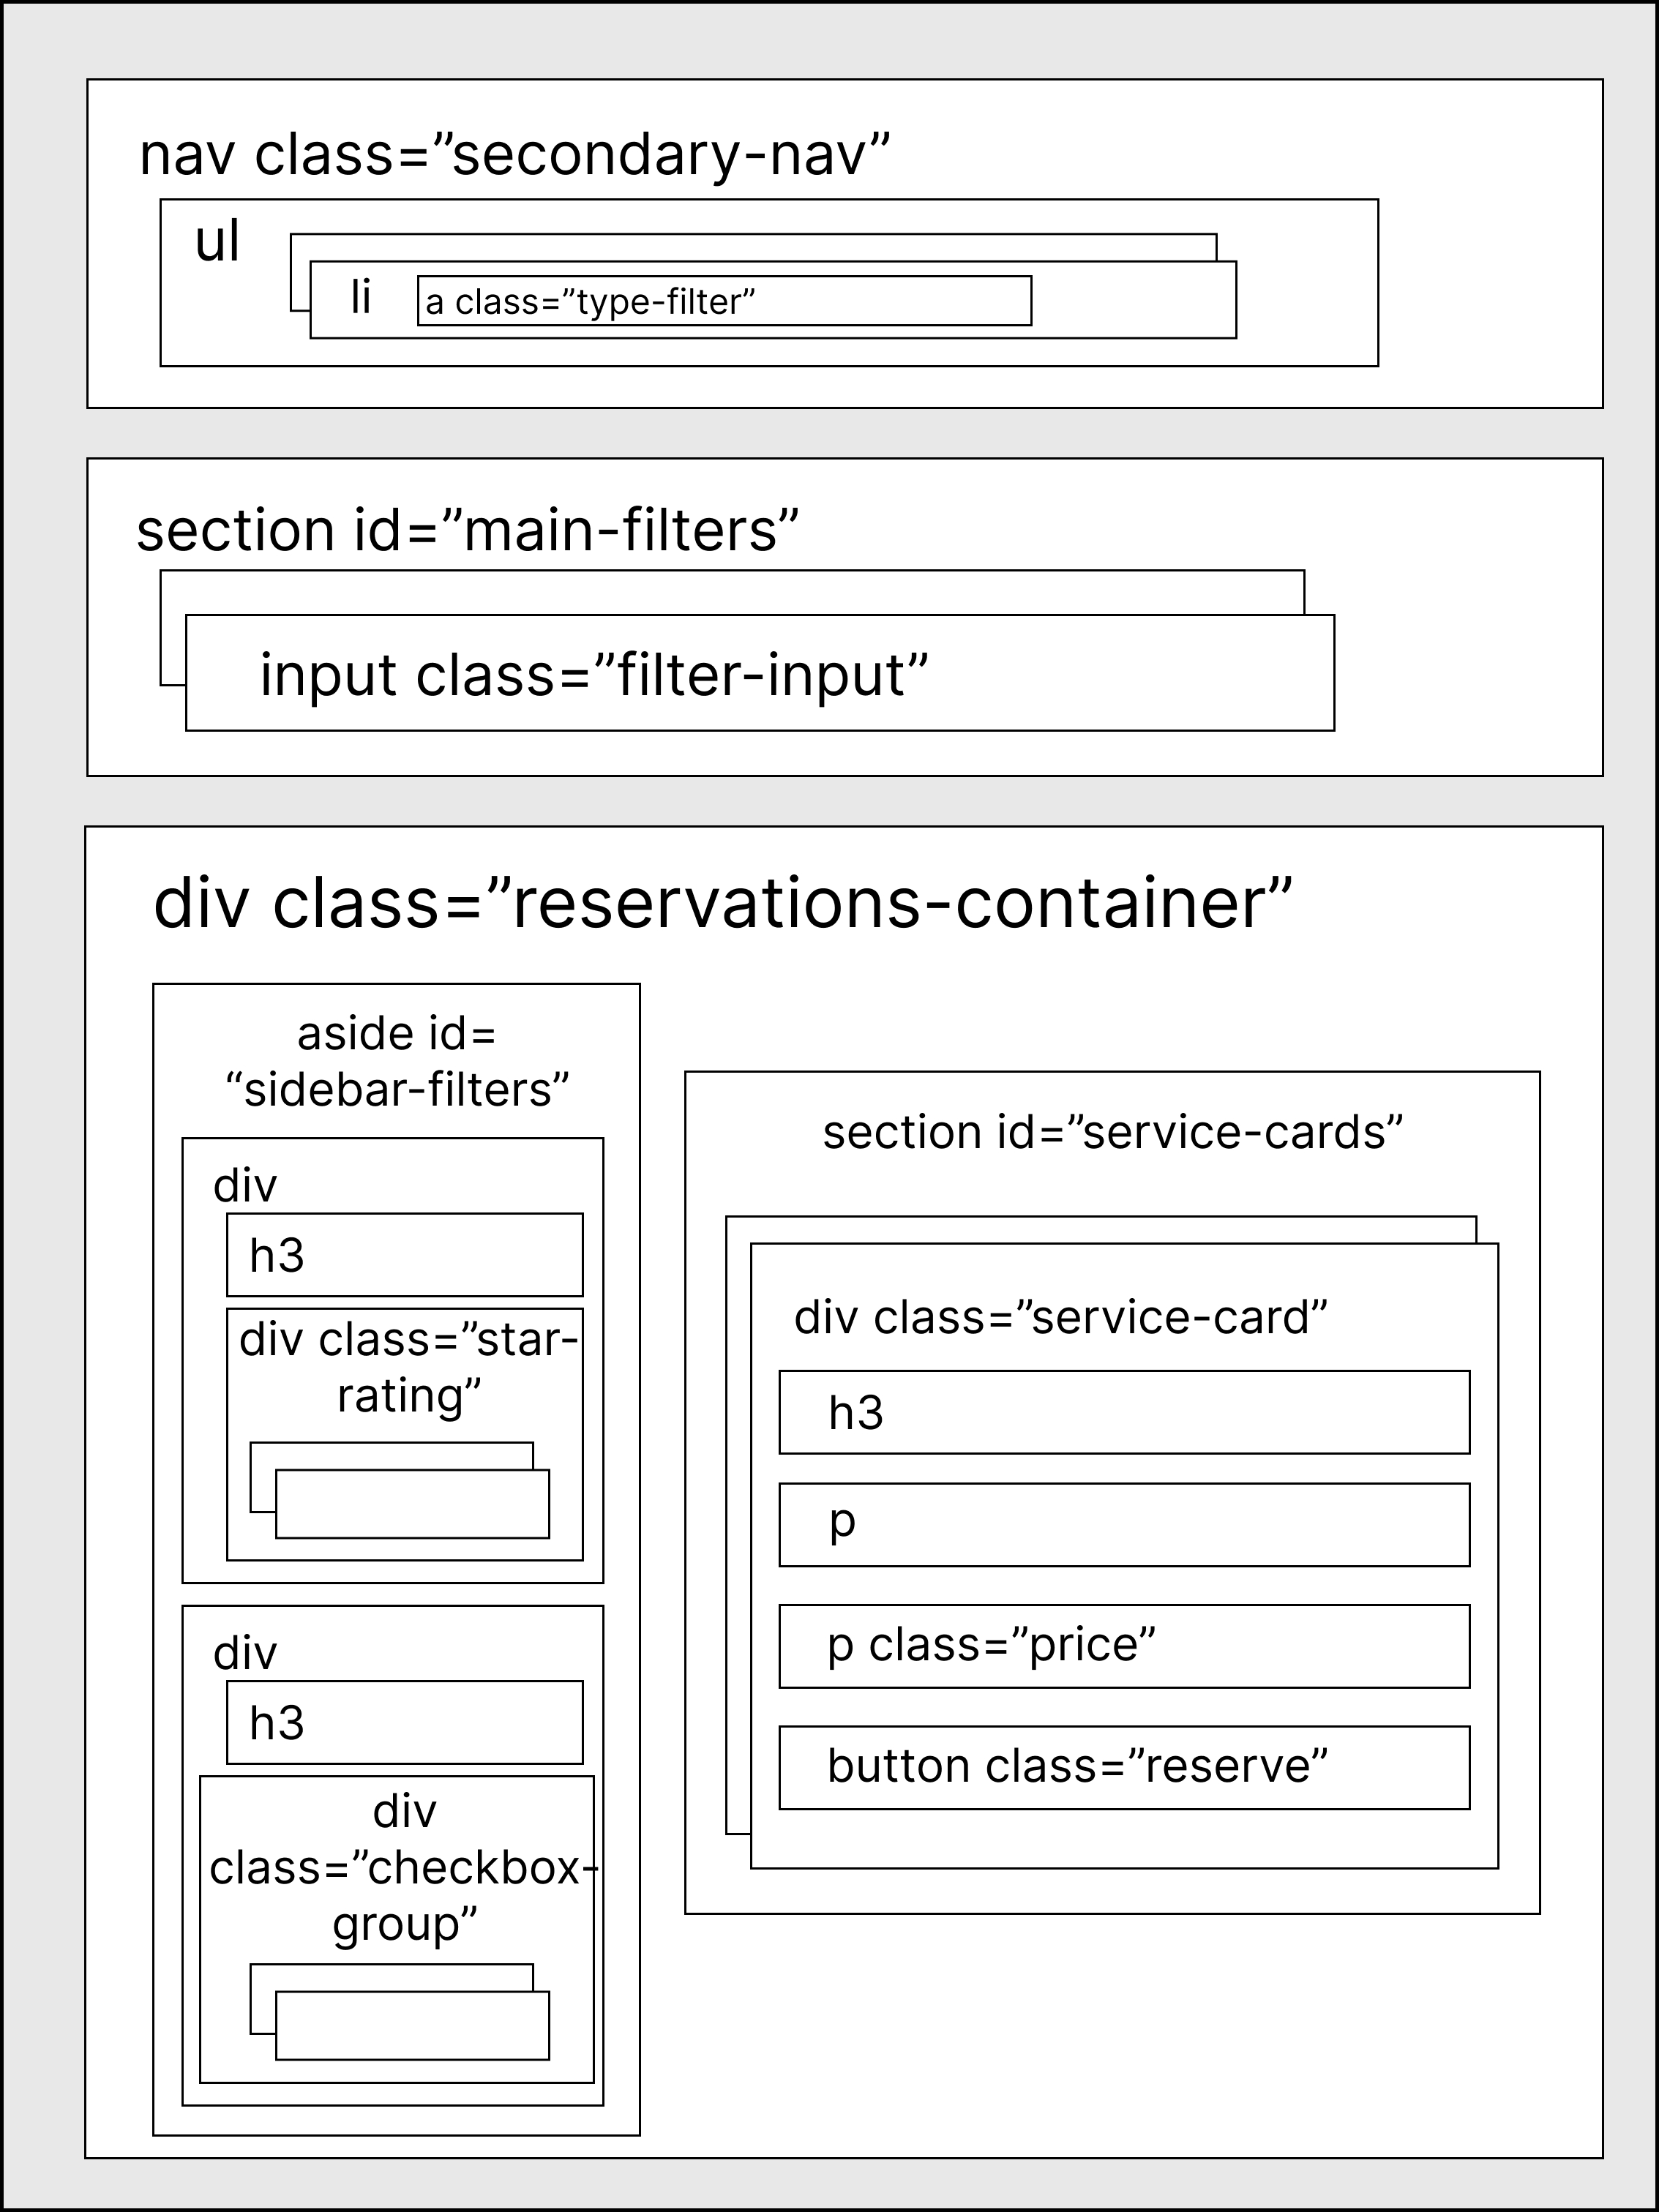 nav class=”secondary-nav”
ul
li
a class=”type-filter”
section id=”main-filters”
input class=”filter-input”
div class=”reservations-container”
aside id=
“sidebar-filters”
div
h3
div class=”star-
rating”
div
h3
div
class=”checkbox-
group”
section id=”service-cards”
div class=”service-card”
h3
p
p class=”price”
button class=”reserve”